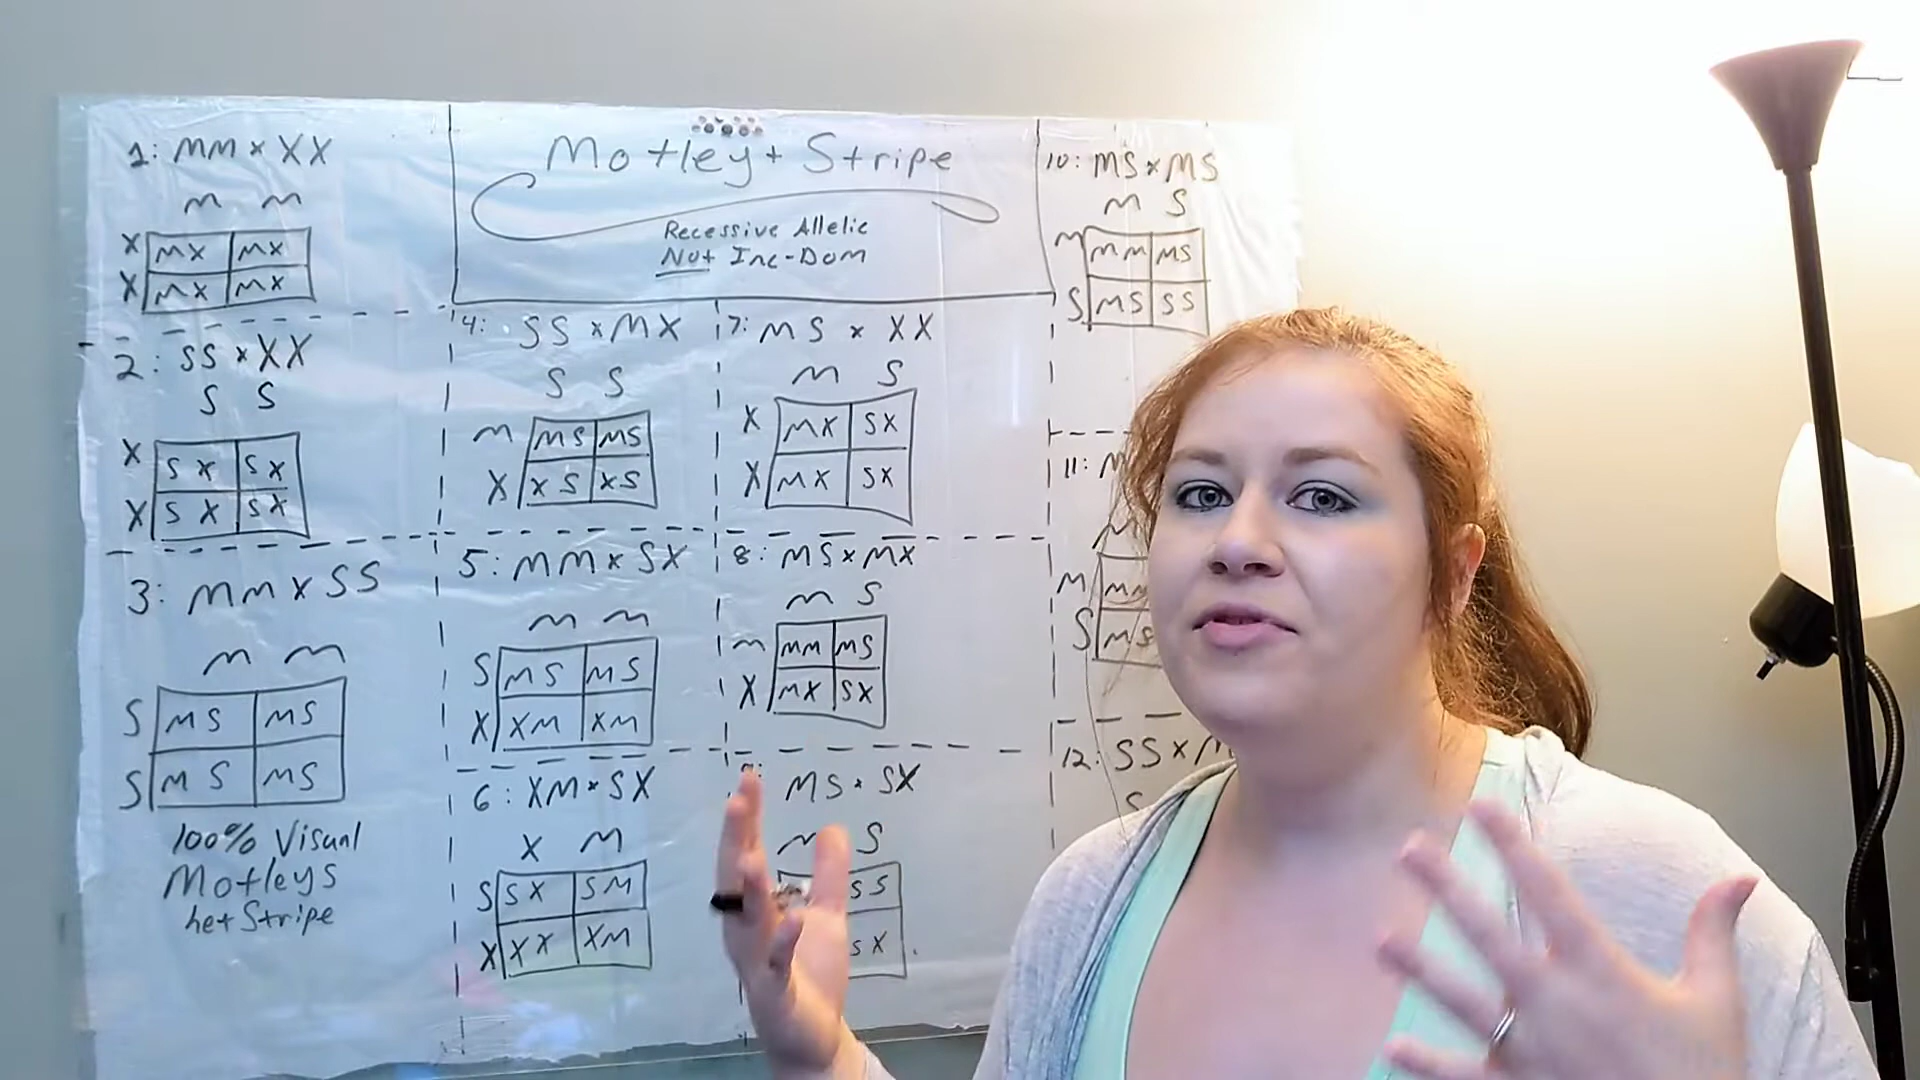 1: MM x XX
M M
X MX MX
X MX MX
2: SS x XX
S S
X SX SX
X SX SX
3: MM x SS
M M
S MS MS
S MS MS
100% Visual
Motleys
het Stripe
Motley + Stripe
Recessive Allelic
Not Inc-Dom
4: SS x MX
S S
M MS MS
X XS XS
5: MM x SX
M M
S MS MS
X XM XM
6: XM x SX
X M
S SX SM
X XX XM
7: MS x XX
M S
X MX SX
X MX SX
8: MS x MX
M S
M MM MS
X MX SX
MS x SX
M S
SS
SX
10: MS x MS
M S
M MM MS
S MS SS
11: M
M
M MM
S MS
12: SS x M
S